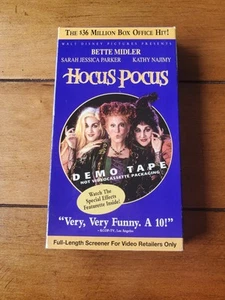 THE $36 MILLION BOX OFFICE HIT!
WALT DISNEY PICTURES PRESENTS
BETTE MIDLER
SARAH JESSICA PARKER KATHY NAJIMY
HOCUS POCUS
DEMO TAPE
NOT VIDEOCASSETTE PACKAGING
Watch The
Special Effects
Featurette Inside!
"Very, Very Funny. A 10!"
Los Angeles
Full-Length Screener For Video Retailers Only